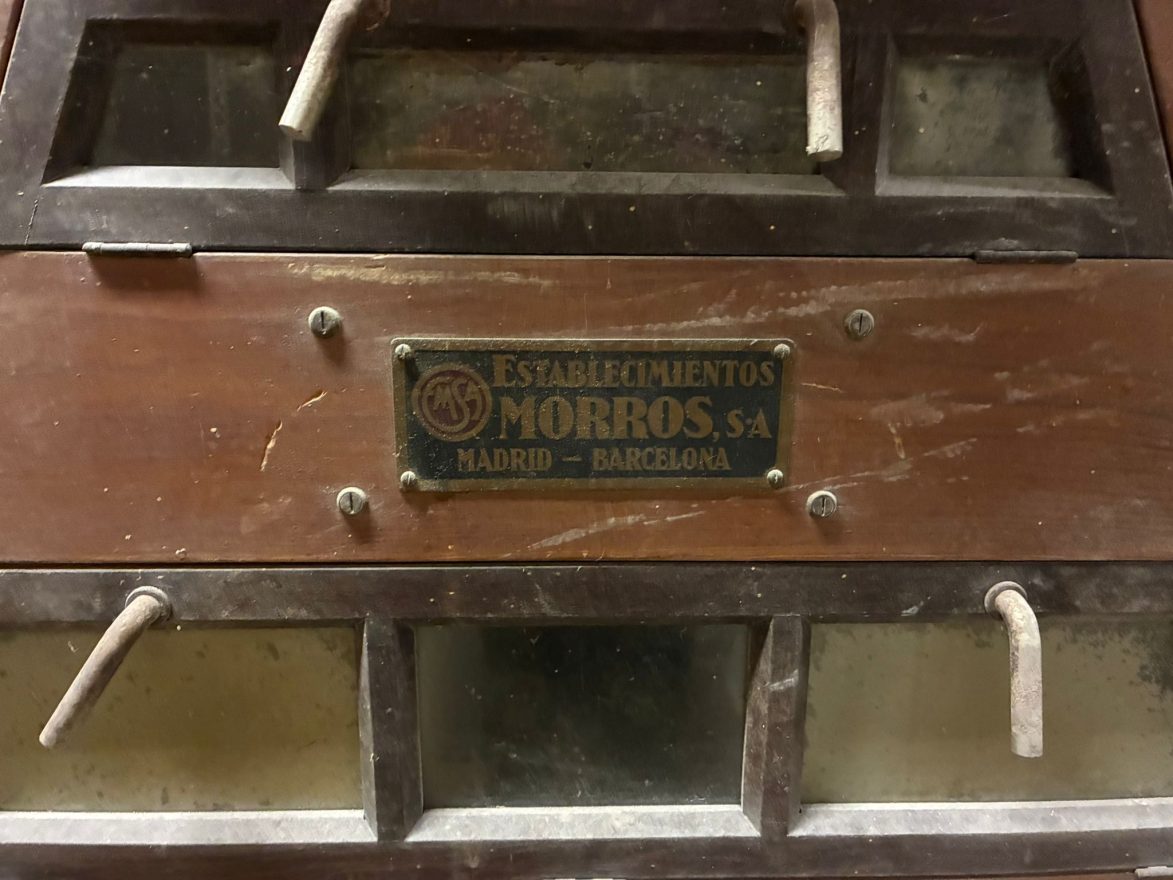 EMSA
ESTABLECIMIENTOS
MORROS, S.A
MADRID – BARCELONA